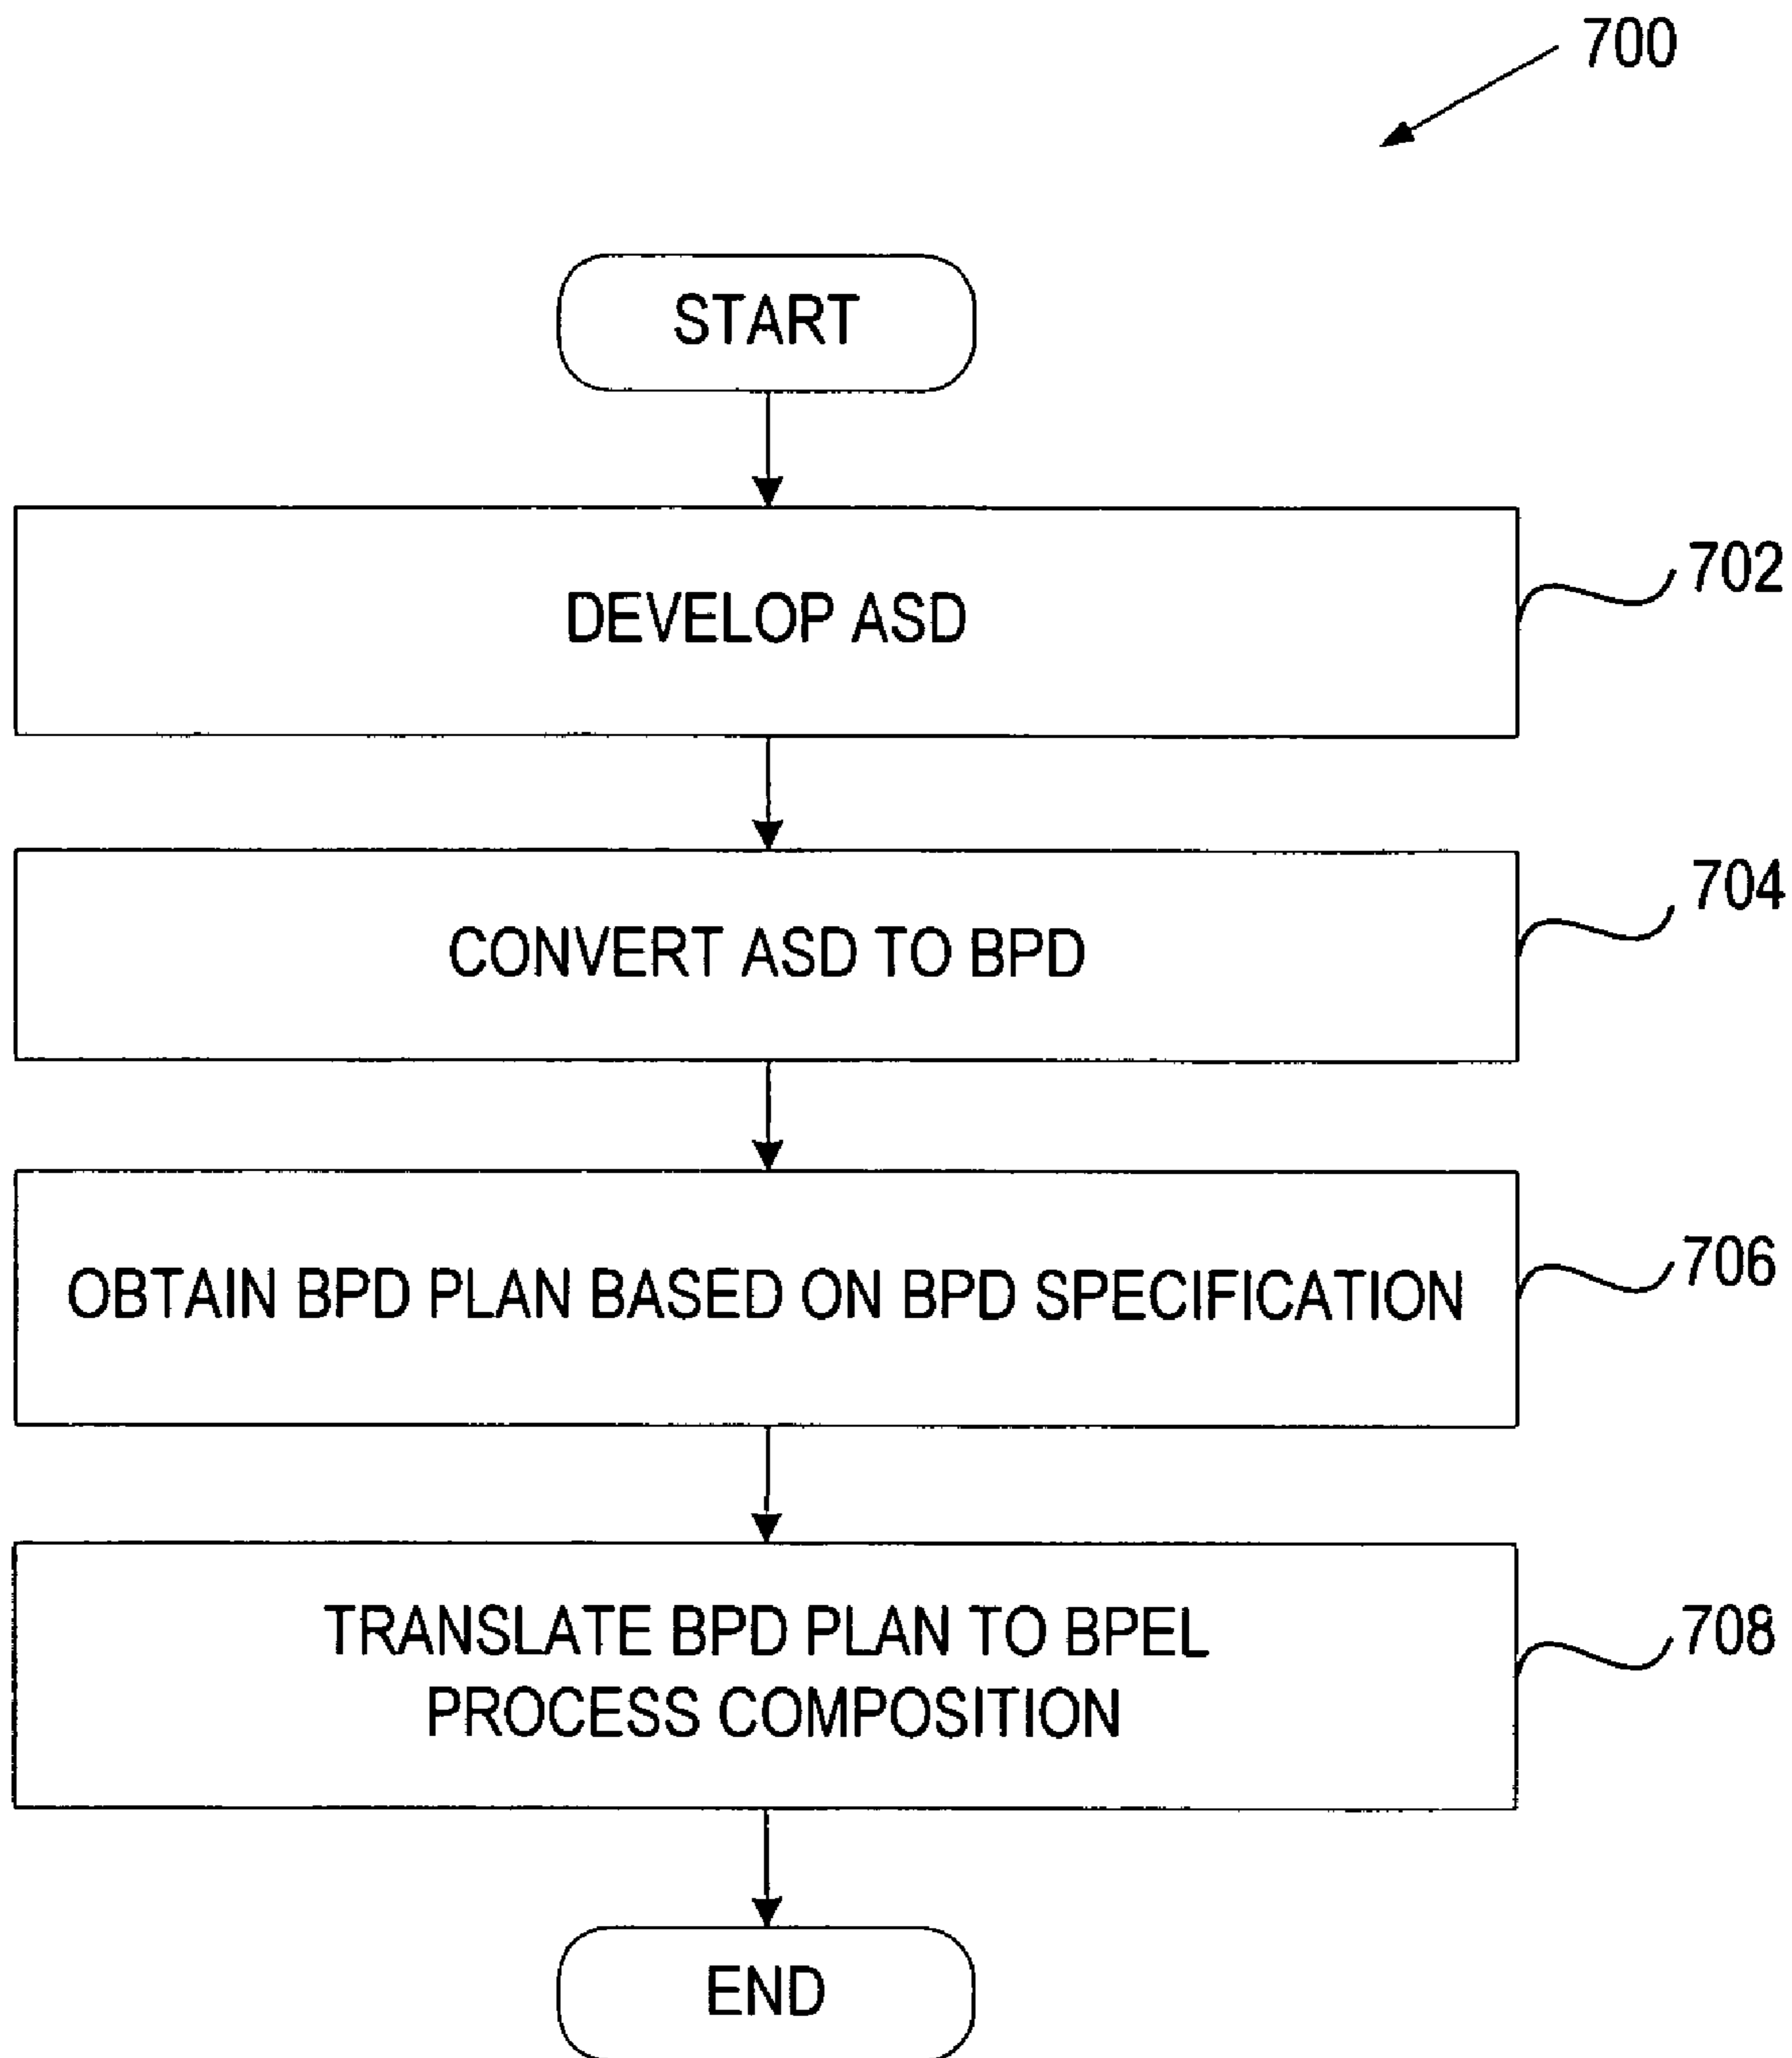 700
START
DEVELOP ASD
702
CONVERT ASD TO BPD
704
OBTAIN BPD PLAN BASED ON BPD SPECIFICATION
706
TRANSLATE BPD PLAN TO BPEL
PROCESS COMPOSITION
708
END